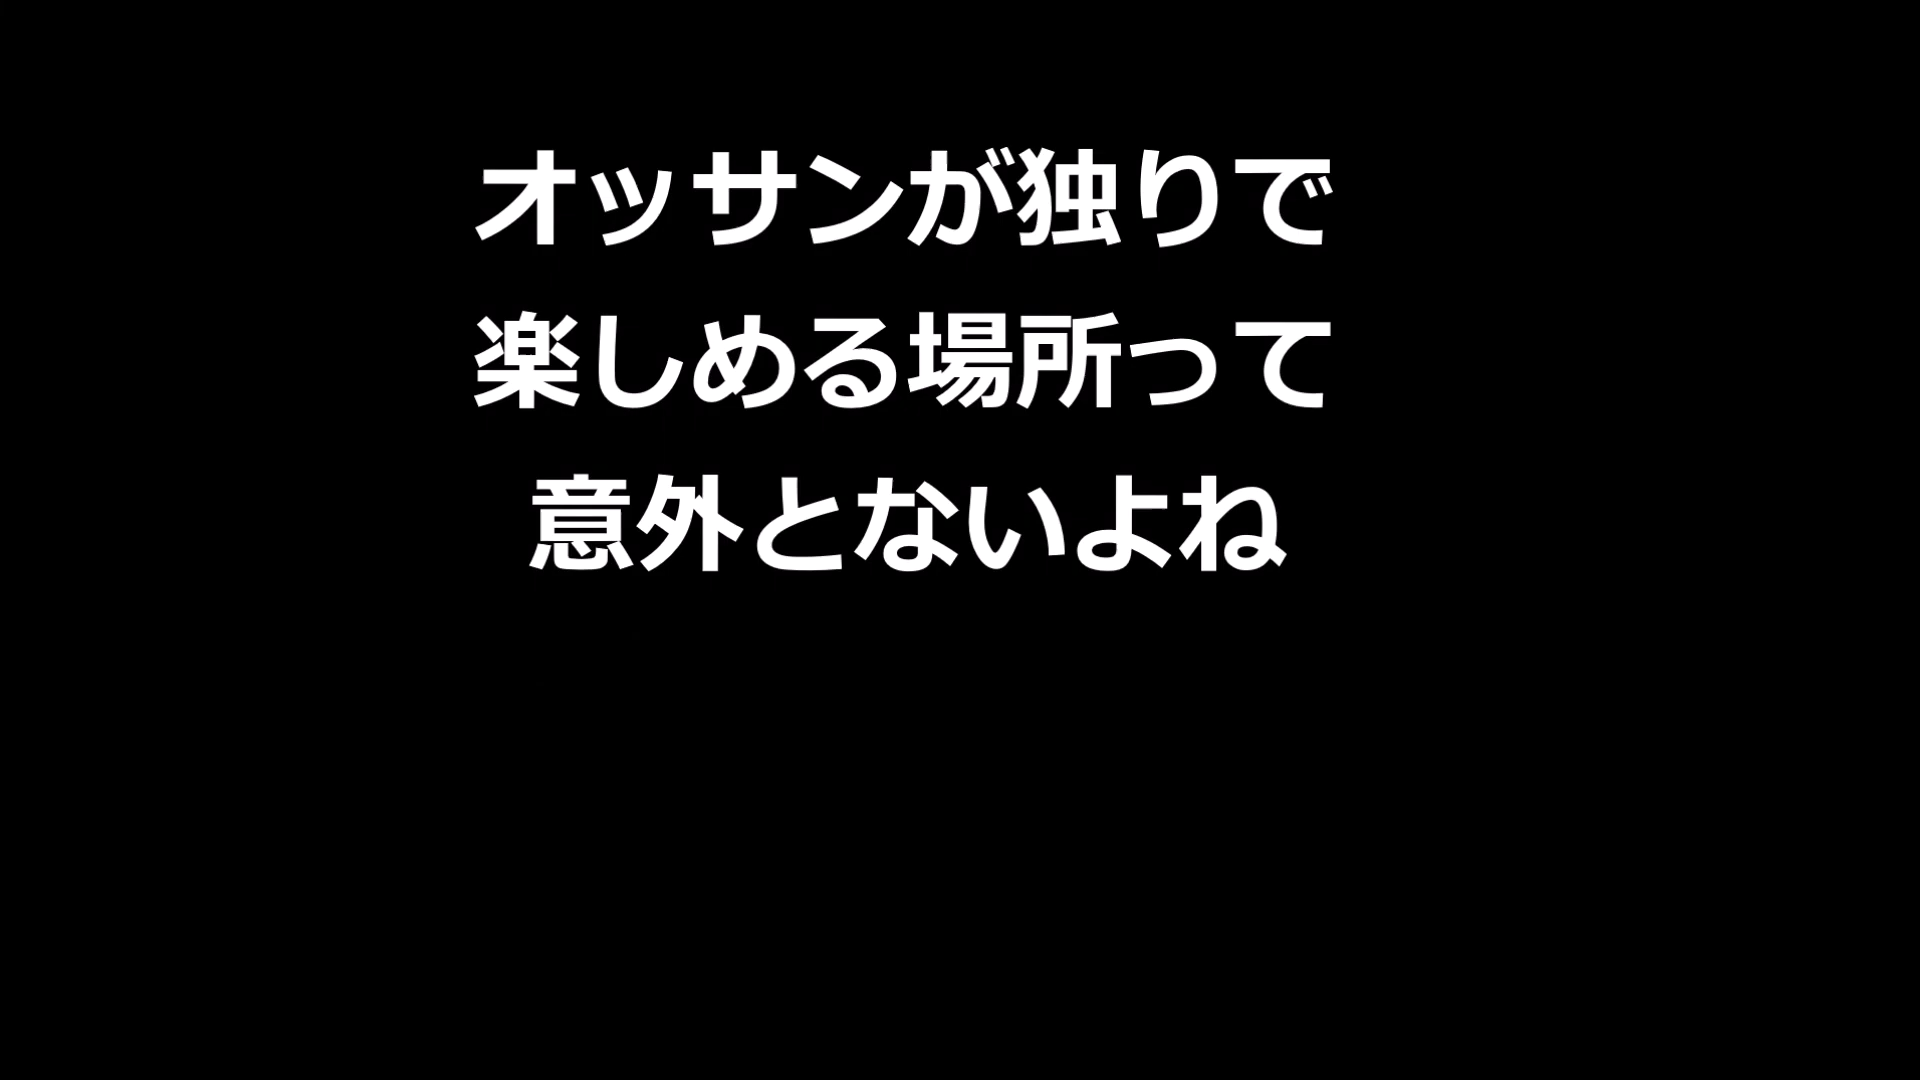 オッサンが独りで
楽しめる場所って
意外とないよね